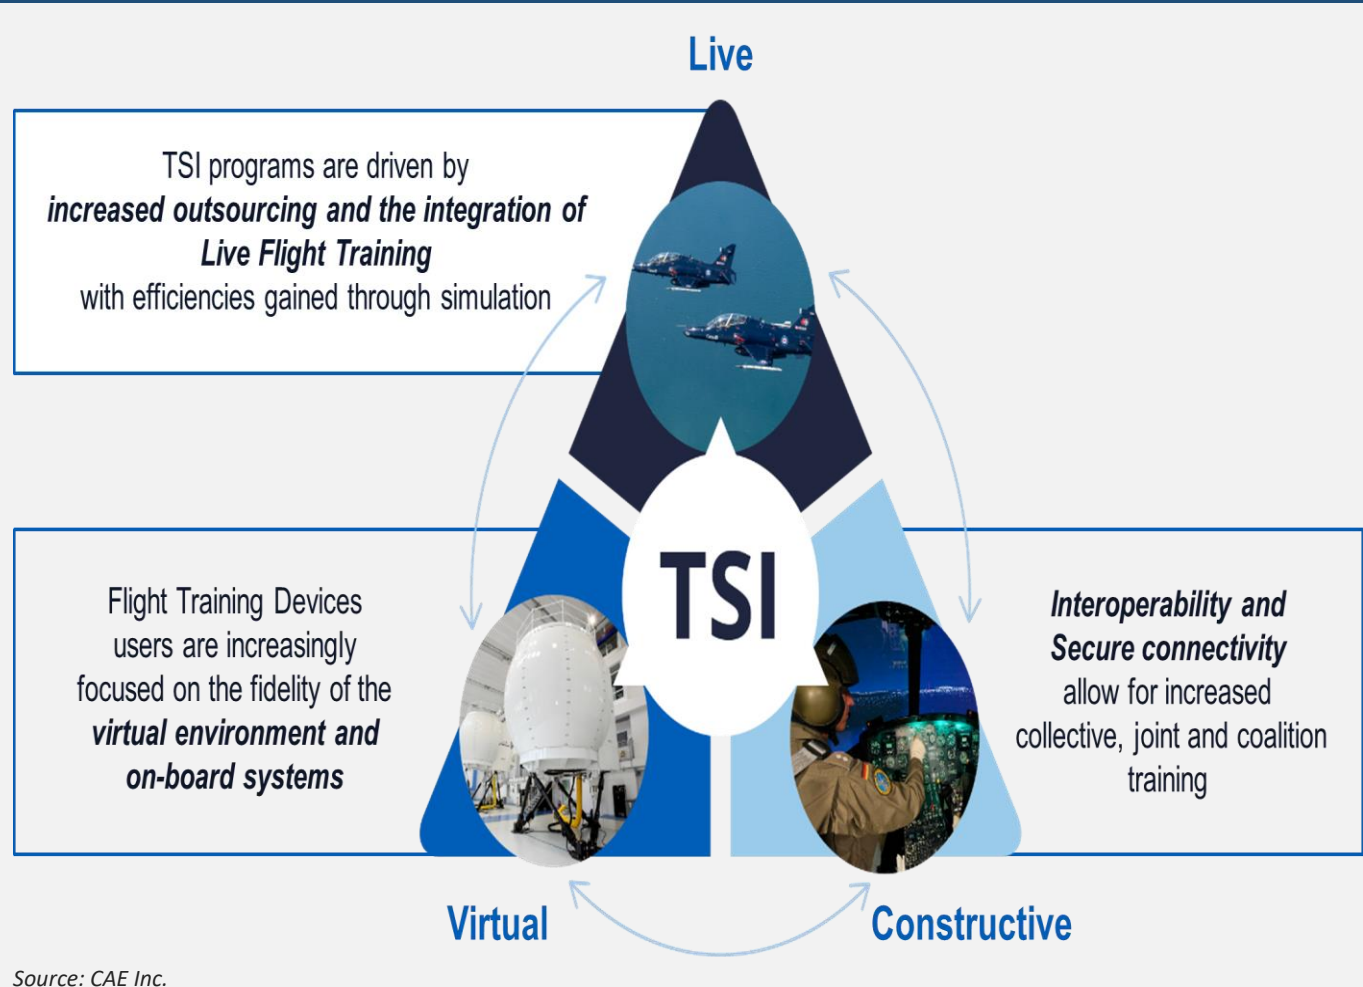 Live
TSI programs are driven by
increased outsourcing and the integration of
Live Flight Training
with efficiencies gained through simulation
TSI
Flight Training Devices
users are increasingly
focused on the fidelity of the
virtual environment and
on-board systems
Interoperability and
Secure connectivity
allow for increased
collective, joint and coalition
training
Virtual
Constructive
Source: CAE Inc.